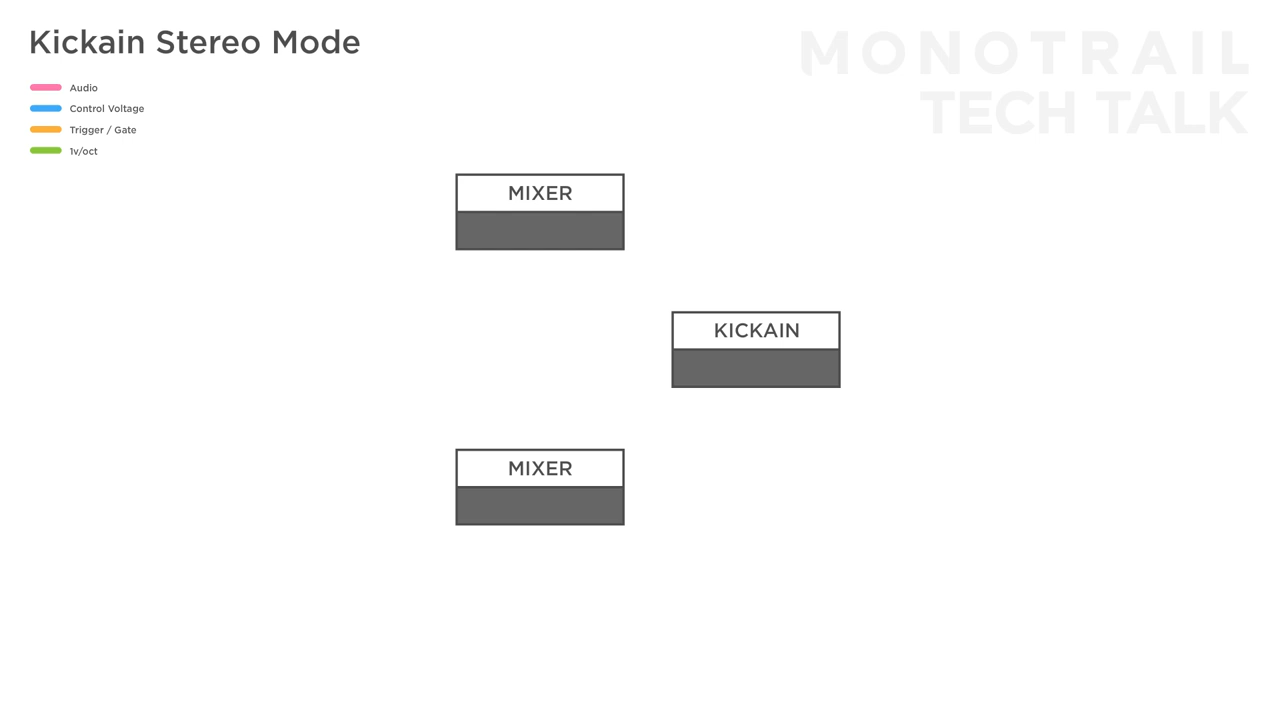 Kickain Stereo Mode
MONOTRAIL
TECH TALK
Audio
Control Voltage
Trigger / Gate
1v/oct
MIXER
KICKAIN
MIXER